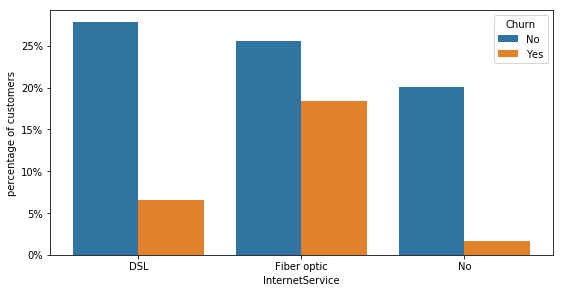 Churn
No
Yes
percentage of customers
25%
20%
15%
10%
5%
0%
DSL
Fiber optic
No
InternetService